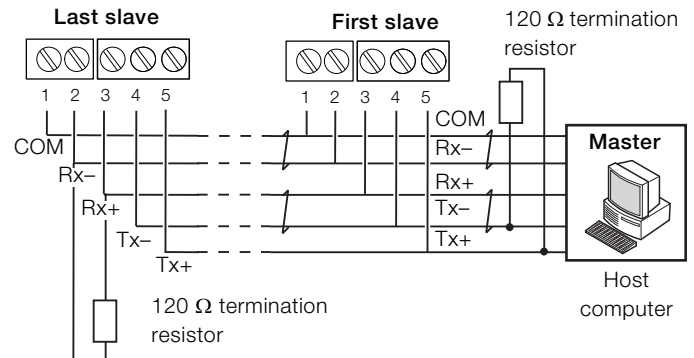 Last slave
First slave
120 Ω termination
resistor
1 2 3 4 5
1 2 3 4 5
COM
COM
Rx–
Rx–
Rx+
Rx+
Tx–
Tx–
Tx+
Tx+
Master
Host
computer
120 Ω termination
resistor